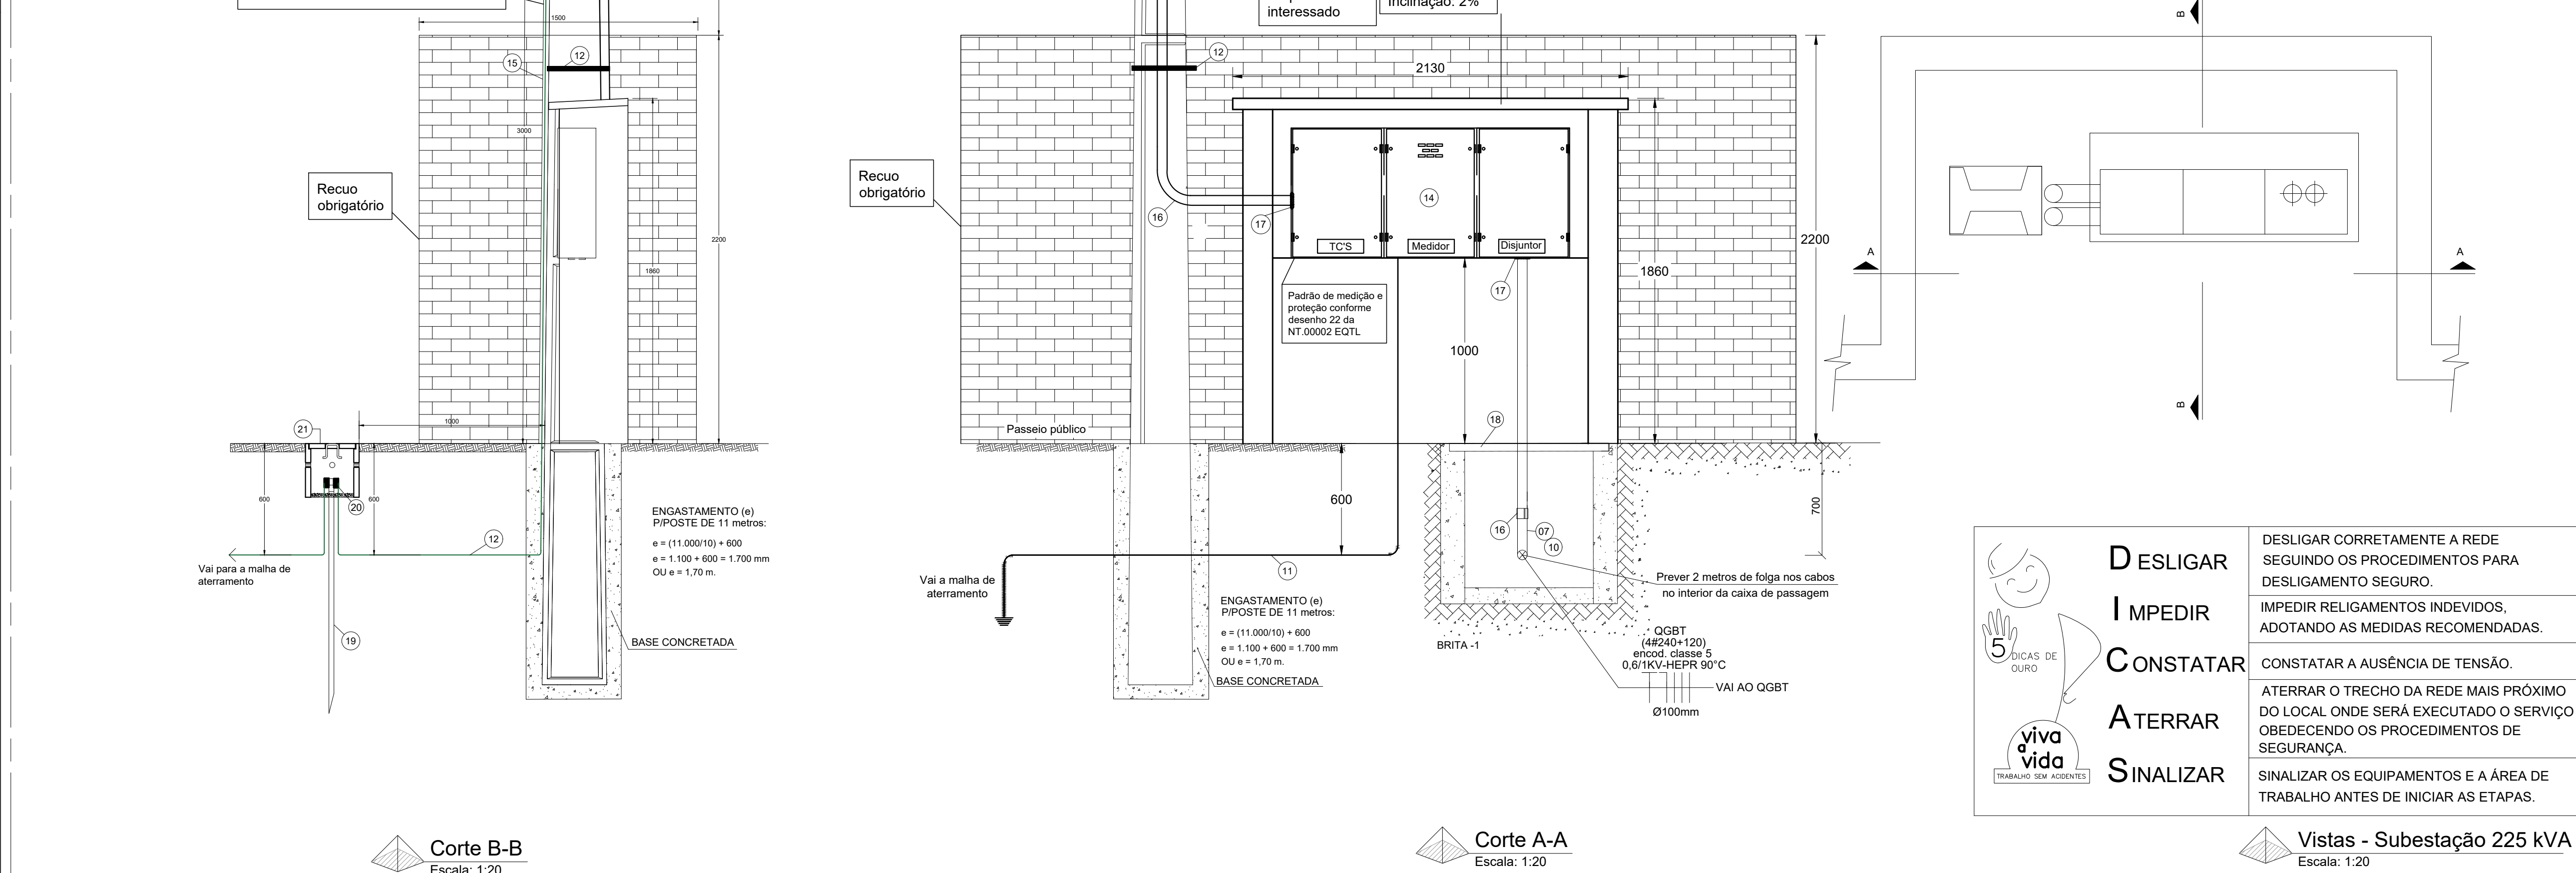 1500
12
15
3000
Recuo
obrigatório
2200
1860
1000
21
600
600
20
12
Vai para a malha de
aterramento
19
ENGASTAMENTO (e)
P/POSTE DE 11 metros:
e = (11.000/10) + 600
e = 1.100 + 600 = 1.700 mm
OU e = 1,70 m.
BASE CONCRETADA
Corte B-B
Escala: 1:20
interessado
Inclinação: 2%
12
2130
Recuo
obrigatório
16
17
14
TC'S
Medidor
Disjuntor
2200
1860
17
Padrão de medição e
proteção conforme
desenho 22 da
NT.00002 EQTL
1000
18
Passeio público
600
700
16
07
10
11
Vai a malha de
aterramento
Prever 2 metros de folga nos cabos
no interior da caixa de passagem
ENGASTAMENTO (e)
P/POSTE DE 11 metros:
e = (11.000/10) + 600
e = 1.100 + 600 = 1.700 mm
OU e = 1,70 m.
BASE CONCRETADA
BRITA -1
QGBT
(4#240+120)
encod. classe 5
0,6/1KV-HEPR 90°C
VAI AO QGBT
Ø100mm
Corte A-A
Escala: 1:20
B
A
A
B
5 DICAS DE
OURO
viva
a
vida
TRABALHO SEM ACIDENTES
DESLIGAR
DESLIGAR CORRETAMENTE A REDE
SEGUINDO OS PROCEDIMENTOS PARA
DESLIGAMENTO SEGURO.
IMPEDIR
IMPEDIR RELIGAMENTOS INDEVIDOS,
ADOTANDO AS MEDIDAS RECOMENDADAS.
CONSTATAR
CONSTATAR A AUSÊNCIA DE TENSÃO.
ATERRAR
ATERRAR O TRECHO DA REDE MAIS PRÓXIMO
DO LOCAL ONDE SERÁ EXECUTADO O SERVIÇO
OBEDECENDO OS PROCEDIMENTOS DE
SEGURANÇA.
SINALIZAR
SINALIZAR OS EQUIPAMENTOS E A ÁREA DE
TRABALHO ANTES DE INICIAR AS ETAPAS.
Vistas - Subestação 225 kVA
Escala: 1:20